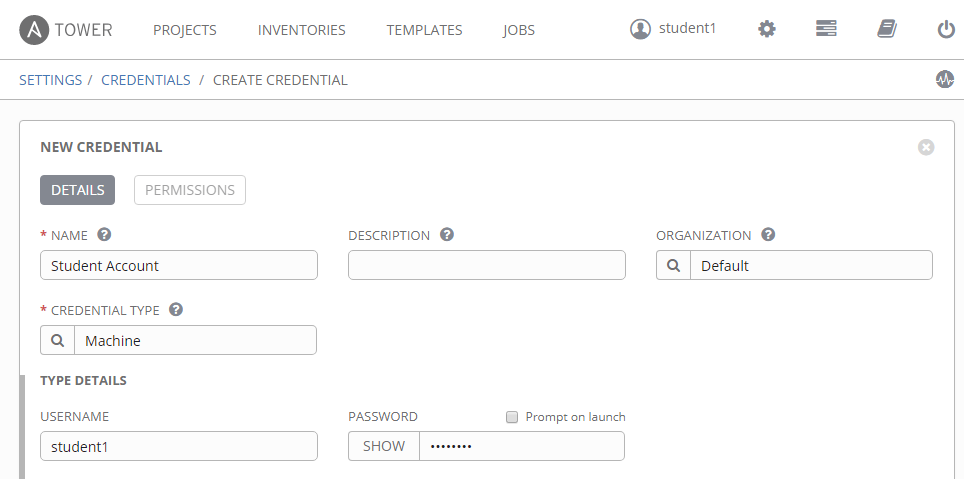 A TOWER PROJECTS INVENTORIES TEMPLATES JOBS student1
SETTINGS / CREDENTIALS / CREATE CREDENTIAL
NEW CREDENTIAL
DETAILS PERMISSIONS
* NAME ? DESCRIPTION ? ORGANIZATION ?
Student Account Default
* CREDENTIAL TYPE ?
Machine
TYPE DETAILS
USERNAME PASSWORD Prompt on launch
student1 SHOW ••••••••